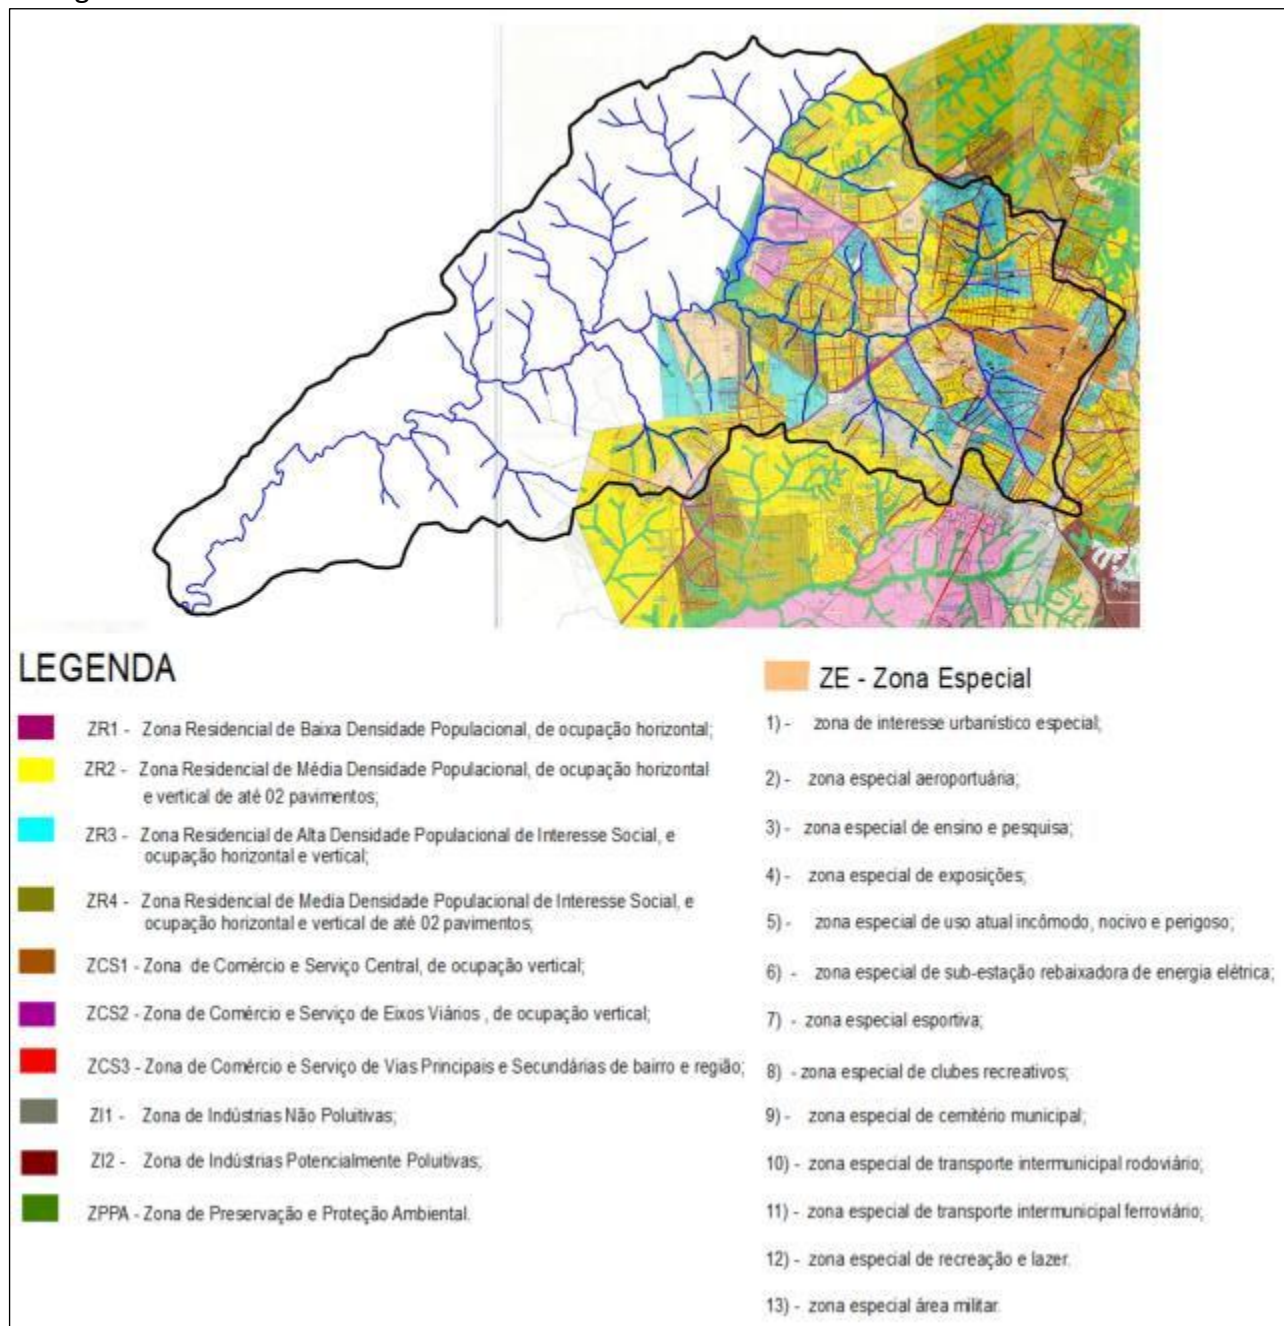 LEGENDA
ZR1 - Zona Residencial de Baixa Densidade Populacional, de ocupação horizontal;
ZR2 - Zona Residencial de Média Densidade Populacional, de ocupação horizontal
e vertical de até 02 pavimentos;
ZR3 - Zona Residencial de Alta Densidade Populacional de Interesse Social, e
ocupação horizontal e vertical;
ZR4 - Zona Residencial de Media Densidade Populacional de Interesse Social, e
ocupação horizontal e vertical de até 02 pavimentos;
ZCS1 - Zona de Comércio e Serviço Central, de ocupação vertical;
ZCS2 - Zona de Comércio e Serviço de Eixos Viários , de ocupação vertical;
ZCS3 - Zona de Comércio e Serviço de Vias Principais e Secundárias de bairro e região;
ZI1 - Zona de Indústrias Não Poluitivas;
ZI2 - Zona de Indústrias Potencialmente Poluitivas;
ZPPA - Zona de Preservação e Proteção Ambiental.
ZE - Zona Especial
1) - zona de interesse urbanístico especial;
2) - zona especial aeroportuária;
3) - zona especial de ensino e pesquisa;
4) - zona especial de exposições;
5) - zona especial de uso atual incômodo, nocivo e perigoso;
6) - zona especial de sub-estação rebaixadora de energia elétrica;
7) - zona especial esportiva;
8) - zona especial de clubes recreativos;
9) - zona especial de cemitério municipal;
10) - zona especial de transporte intermunicipal rodoviário;
11) - zona especial de transporte intermunicipal ferroviário;
12) - zona especial de recreação e lazer.
13) - zona especial área militar.